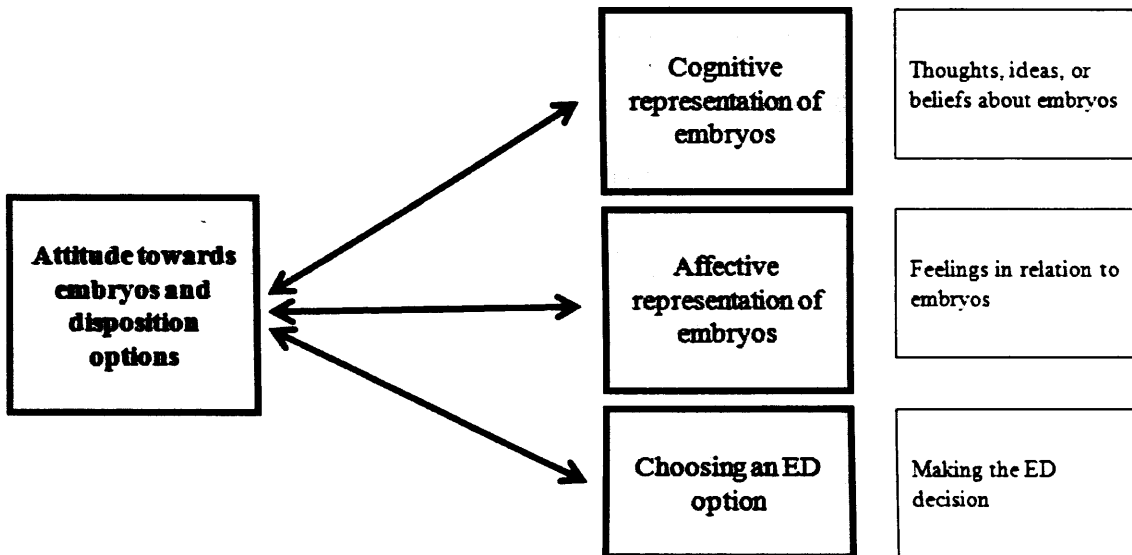 Cognitive
representation of
embryos
Thoughts, ideas, or
beliefs about embryos
Attitude towards
embryos and
disposition
options
Affective
representation of
embryos
Feelings in relation to
embryos
Choosing an ED
option
Making the ED
decision